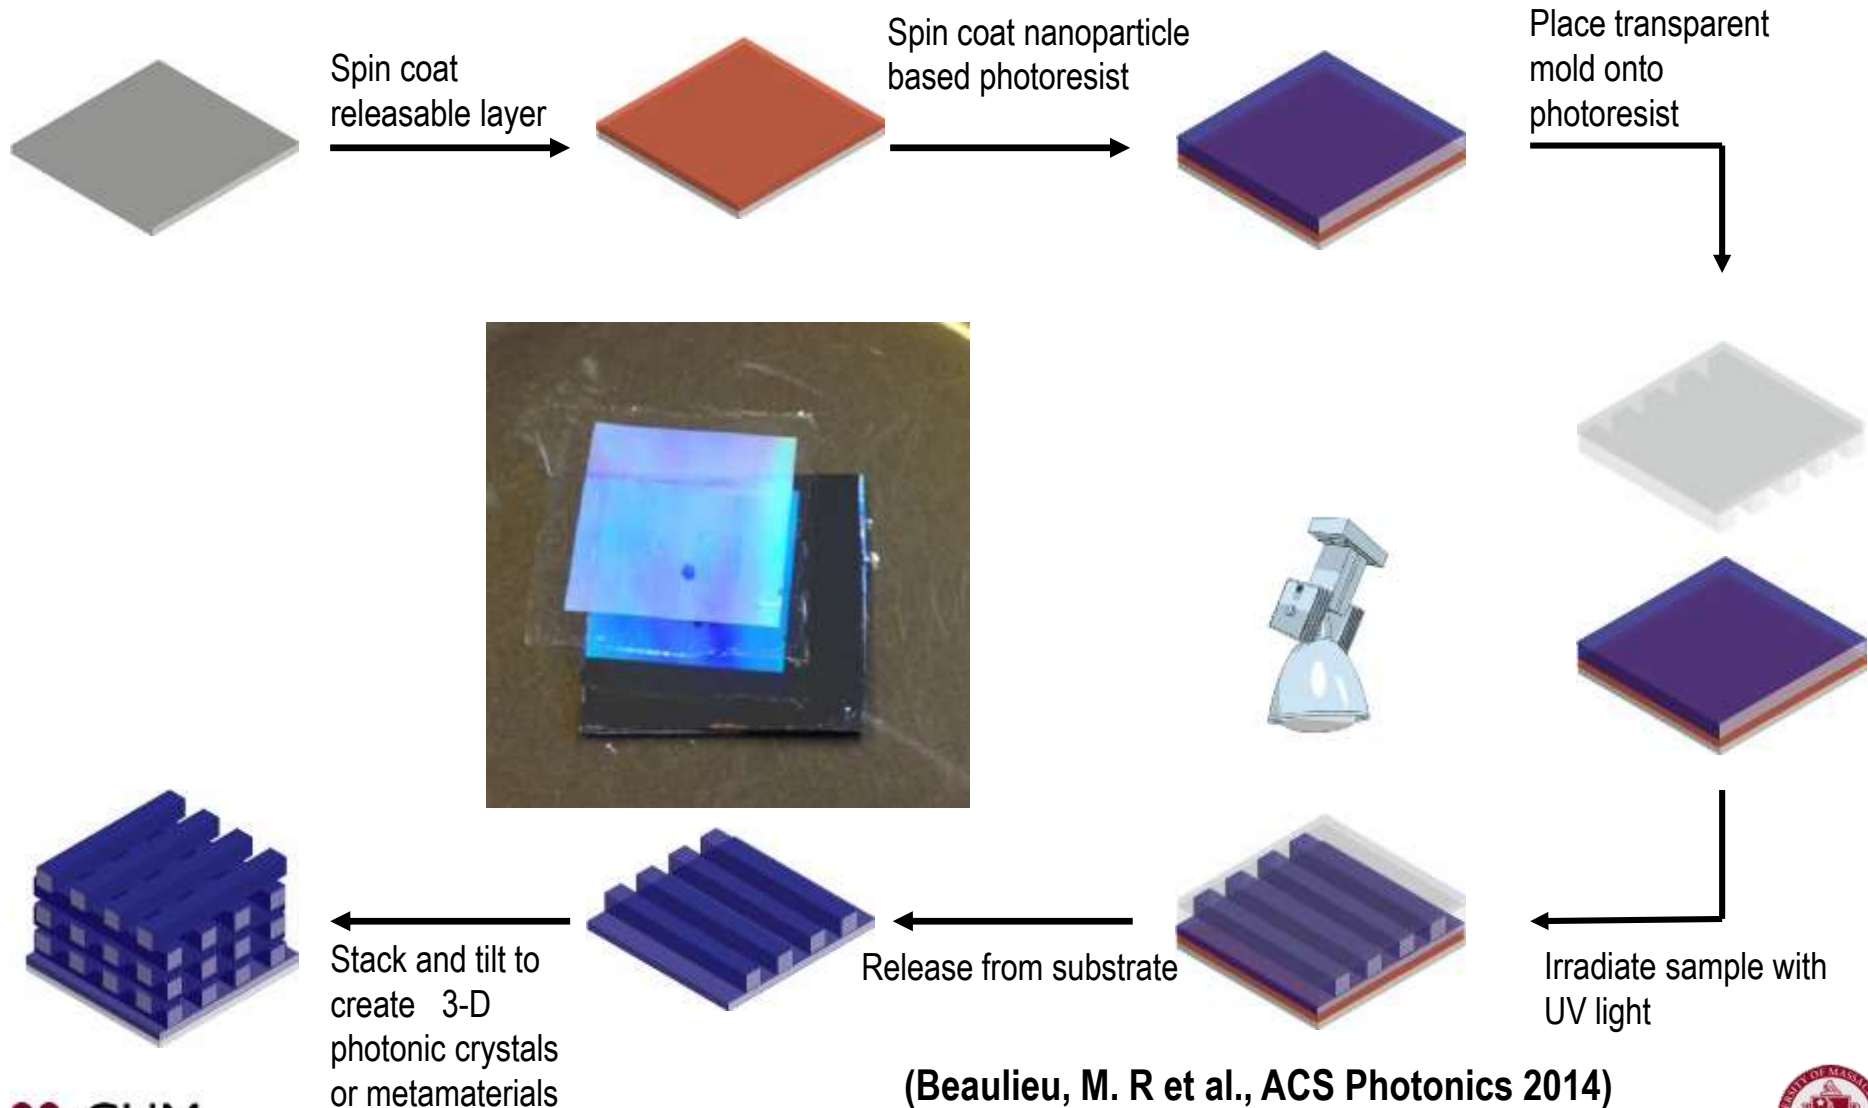 Spin coat
releasable layer
Spin coat nanoparticle
based photoresist
Place transparent
mold onto
photoresist
Irradiate sample with
UV light
Release from substrate
Stack and tilt to
create 3-D
photonic crystals
or metamaterials
(Beaulieu, M. R et al., ACS Photonics 2014)